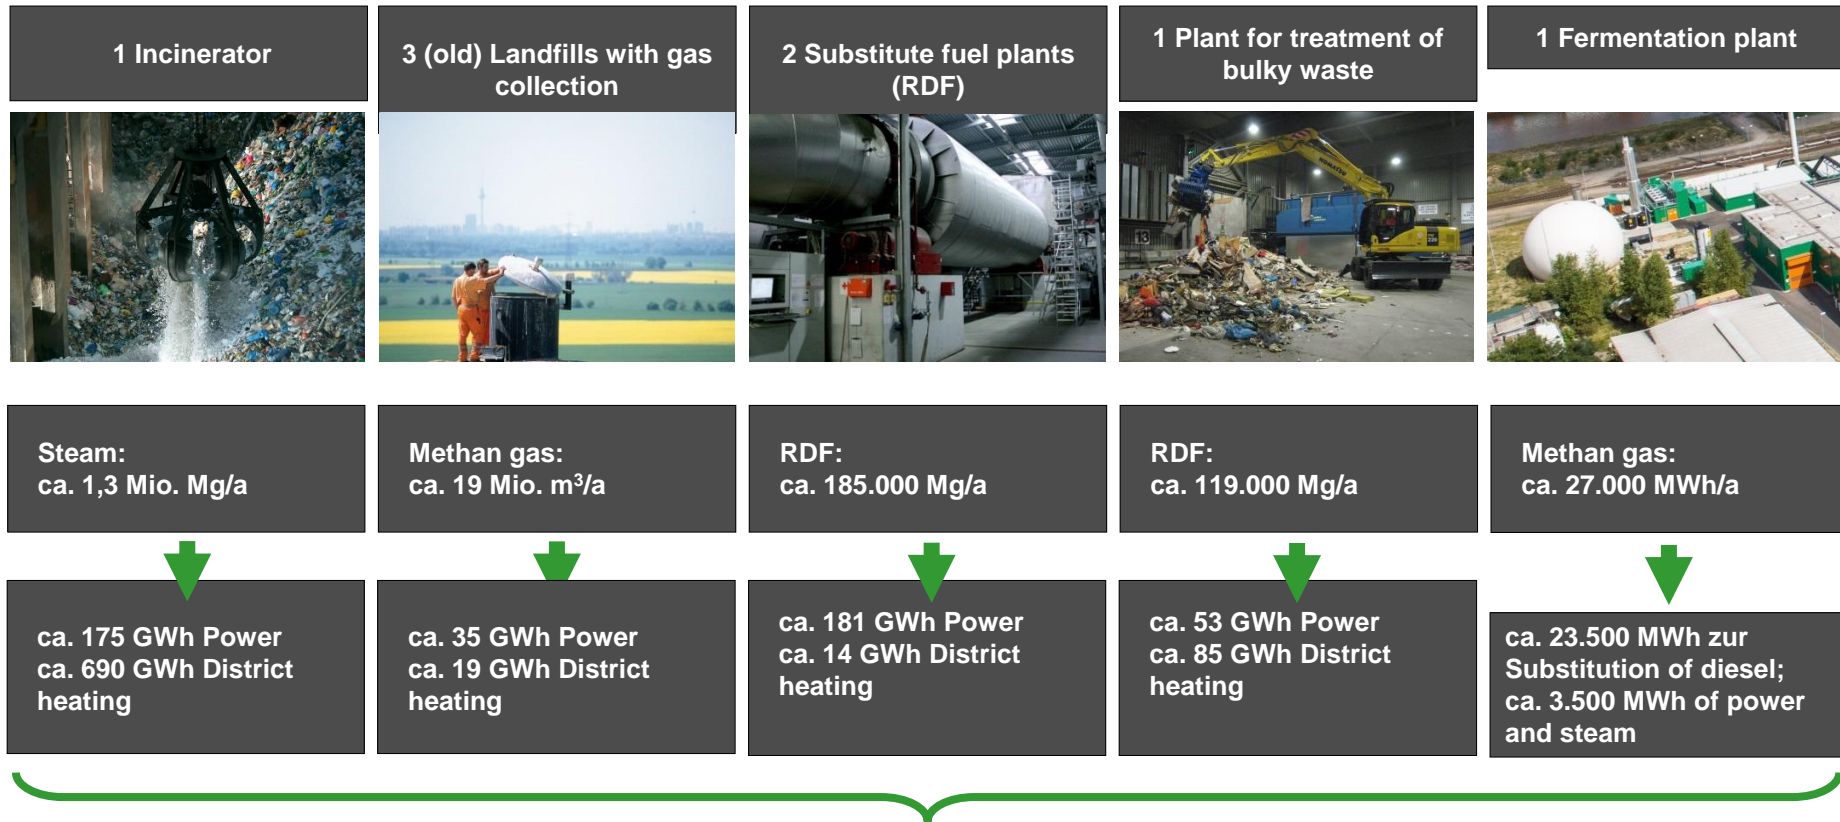 1 Incinerator
3 (old) Landfills with gas
collection
2 Substitute fuel plants
(RDF)
1 Plant for treatment of
bulky waste
1 Fermentation plant
KOMATSU
13
Steam:
ca. 1,3 Mio. Mg/a
Methan gas:
ca. 19 Mio. m³/a
RDF:
ca. 185.000 Mg/a
RDF:
ca. 119.000 Mg/a
Methan gas:
ca. 27.000 MWh/a
ca. 175 GWh Power
ca. 690 GWh District
heating
ca. 35 GWh Power
ca. 19 GWh District
heating
ca. 181 GWh Power
ca. 14 GWh District
heating
ca. 53 GWh Power
ca. 85 GWh District
heating
ca. 23.500 MWh zur
Substitution of diesel;
ca. 3.500 MWh of power
and steam